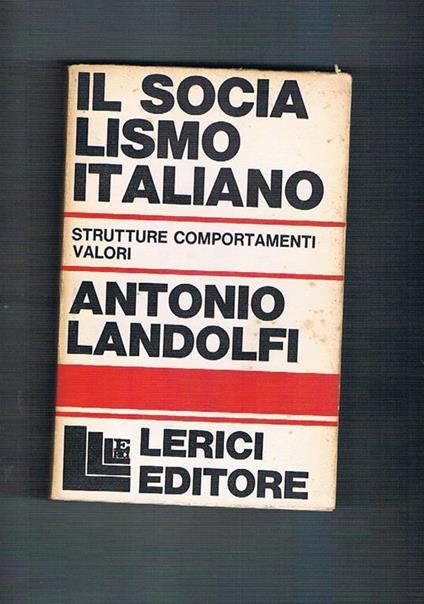 IL SOCIA
LISMO
ITALIANO
STRUTTURE COMPORTAMENTI
VALORI
ANTONIO
LANDOLFI
LERICI
EDITORE